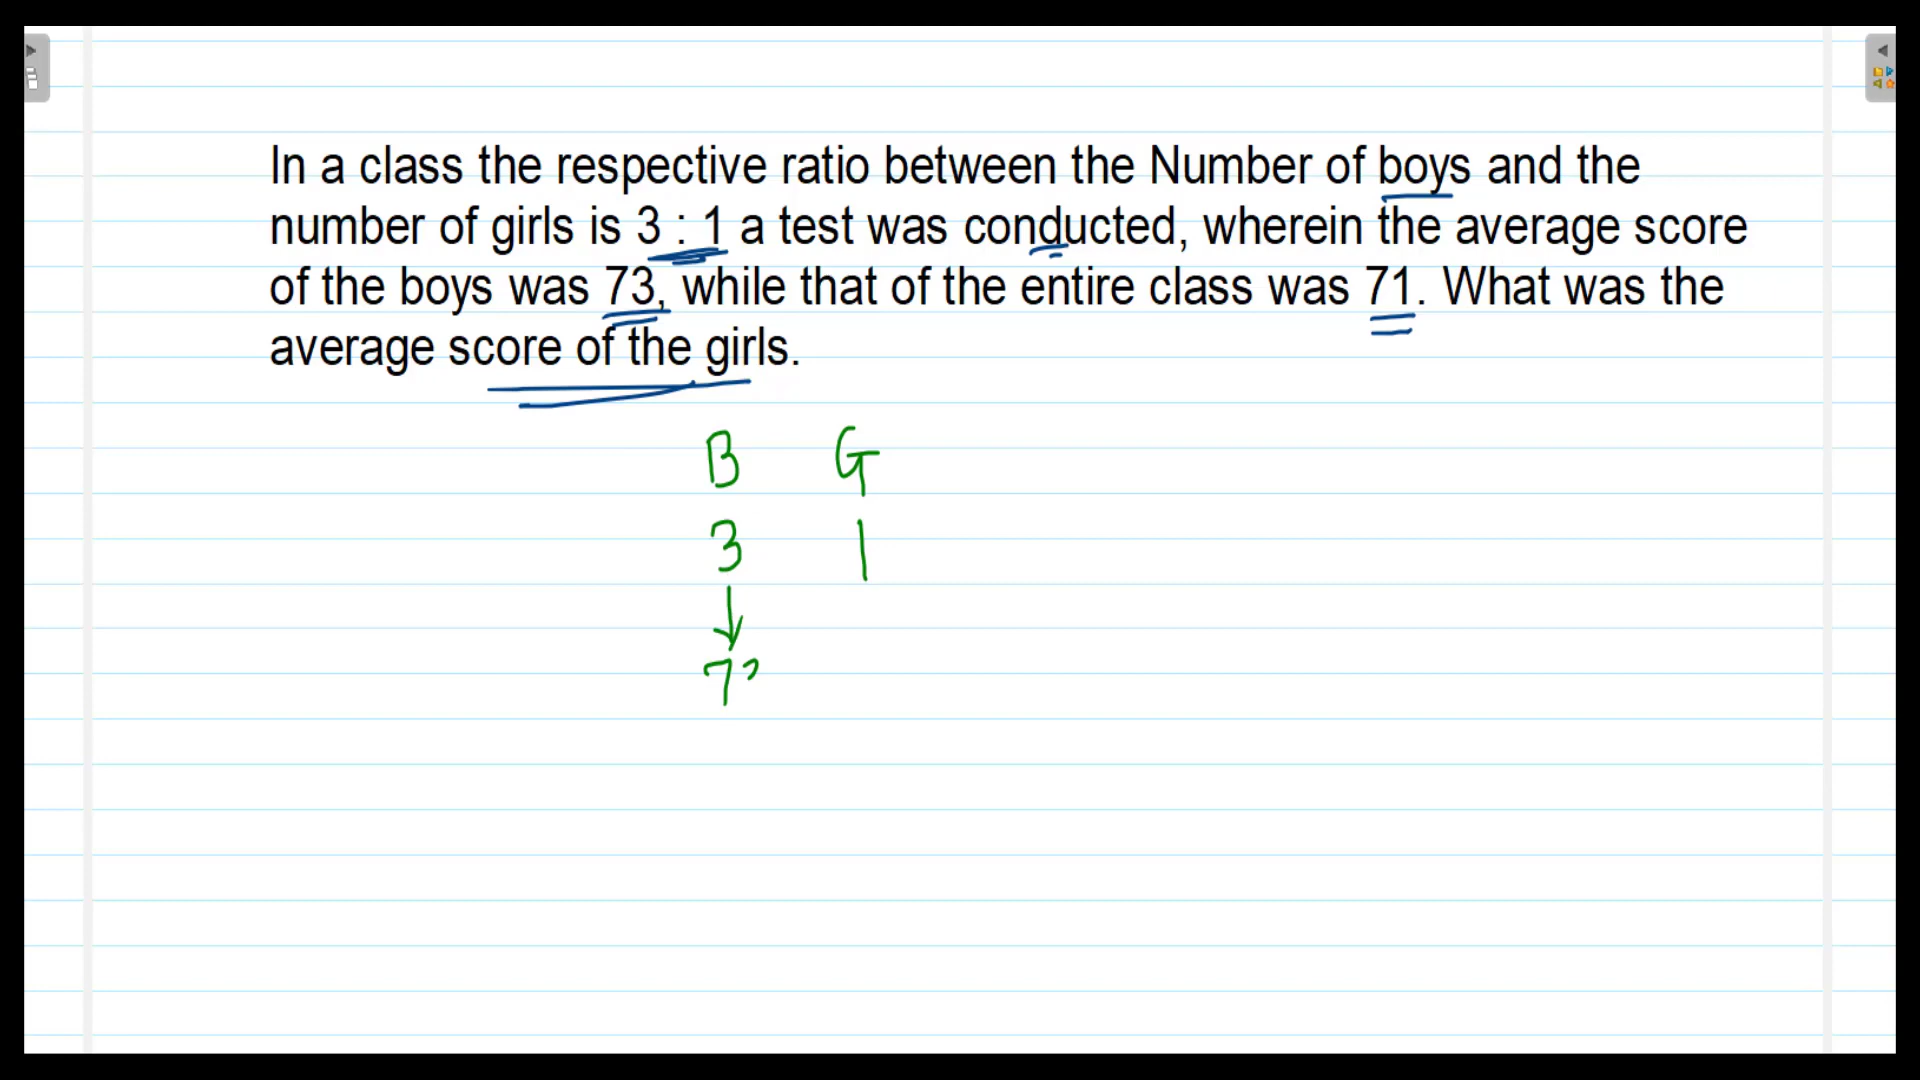 In a class the respective ratio between the Number of boys and the
number of girls is 3 : 1 a test was conducted, wherein the average score
of the boys was 73, while that of the entire class was 71. What was the
average score of the girls.
B G
3 1
7